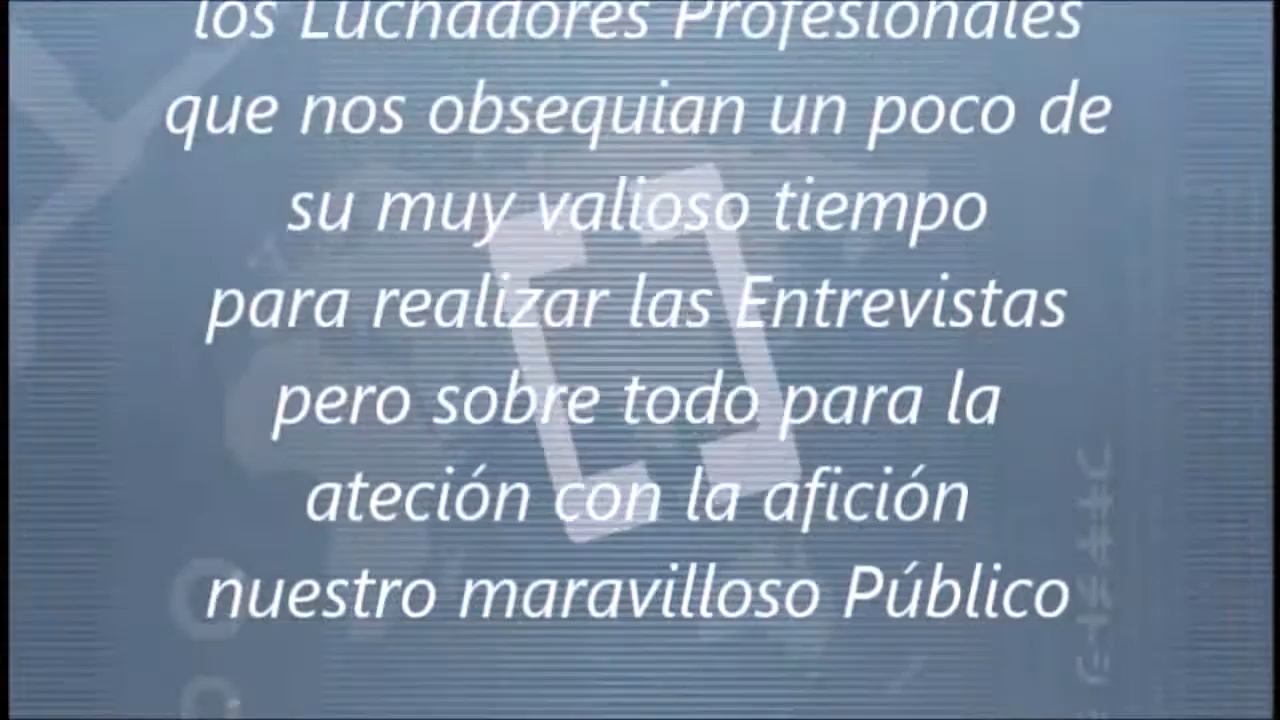 los Luchadores Profesionales
que nos obsequian un poco de
su muy valioso tiempo
para realizar las Entrevistas
pero sobre todo para la
ateción con la afición
nuestro maravilloso Público